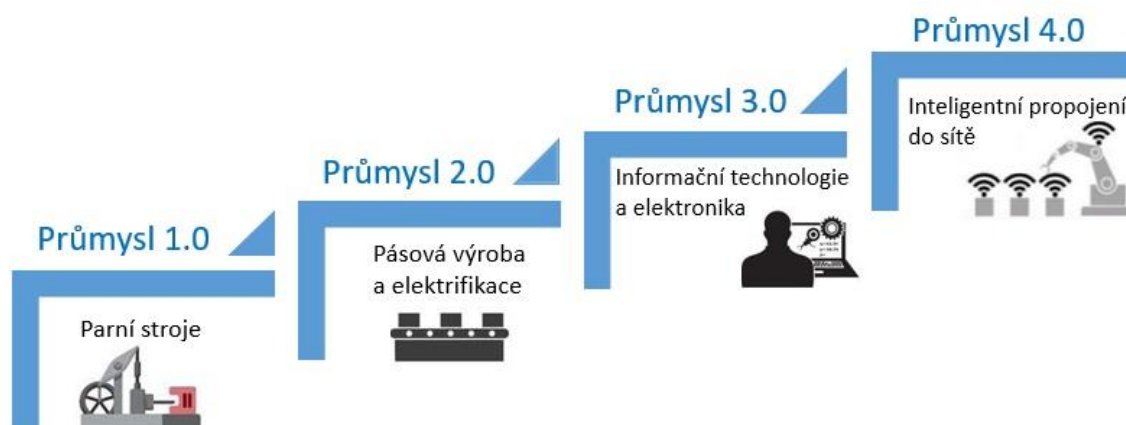 Průmysl 1.0
Parní stroje
Průmysl 2.0
Pásová výroba
a elektrifikace
Průmysl 3.0
Informační technologie
a elektronika
Průmysl 4.0
Inteligentní propojení
do sítě